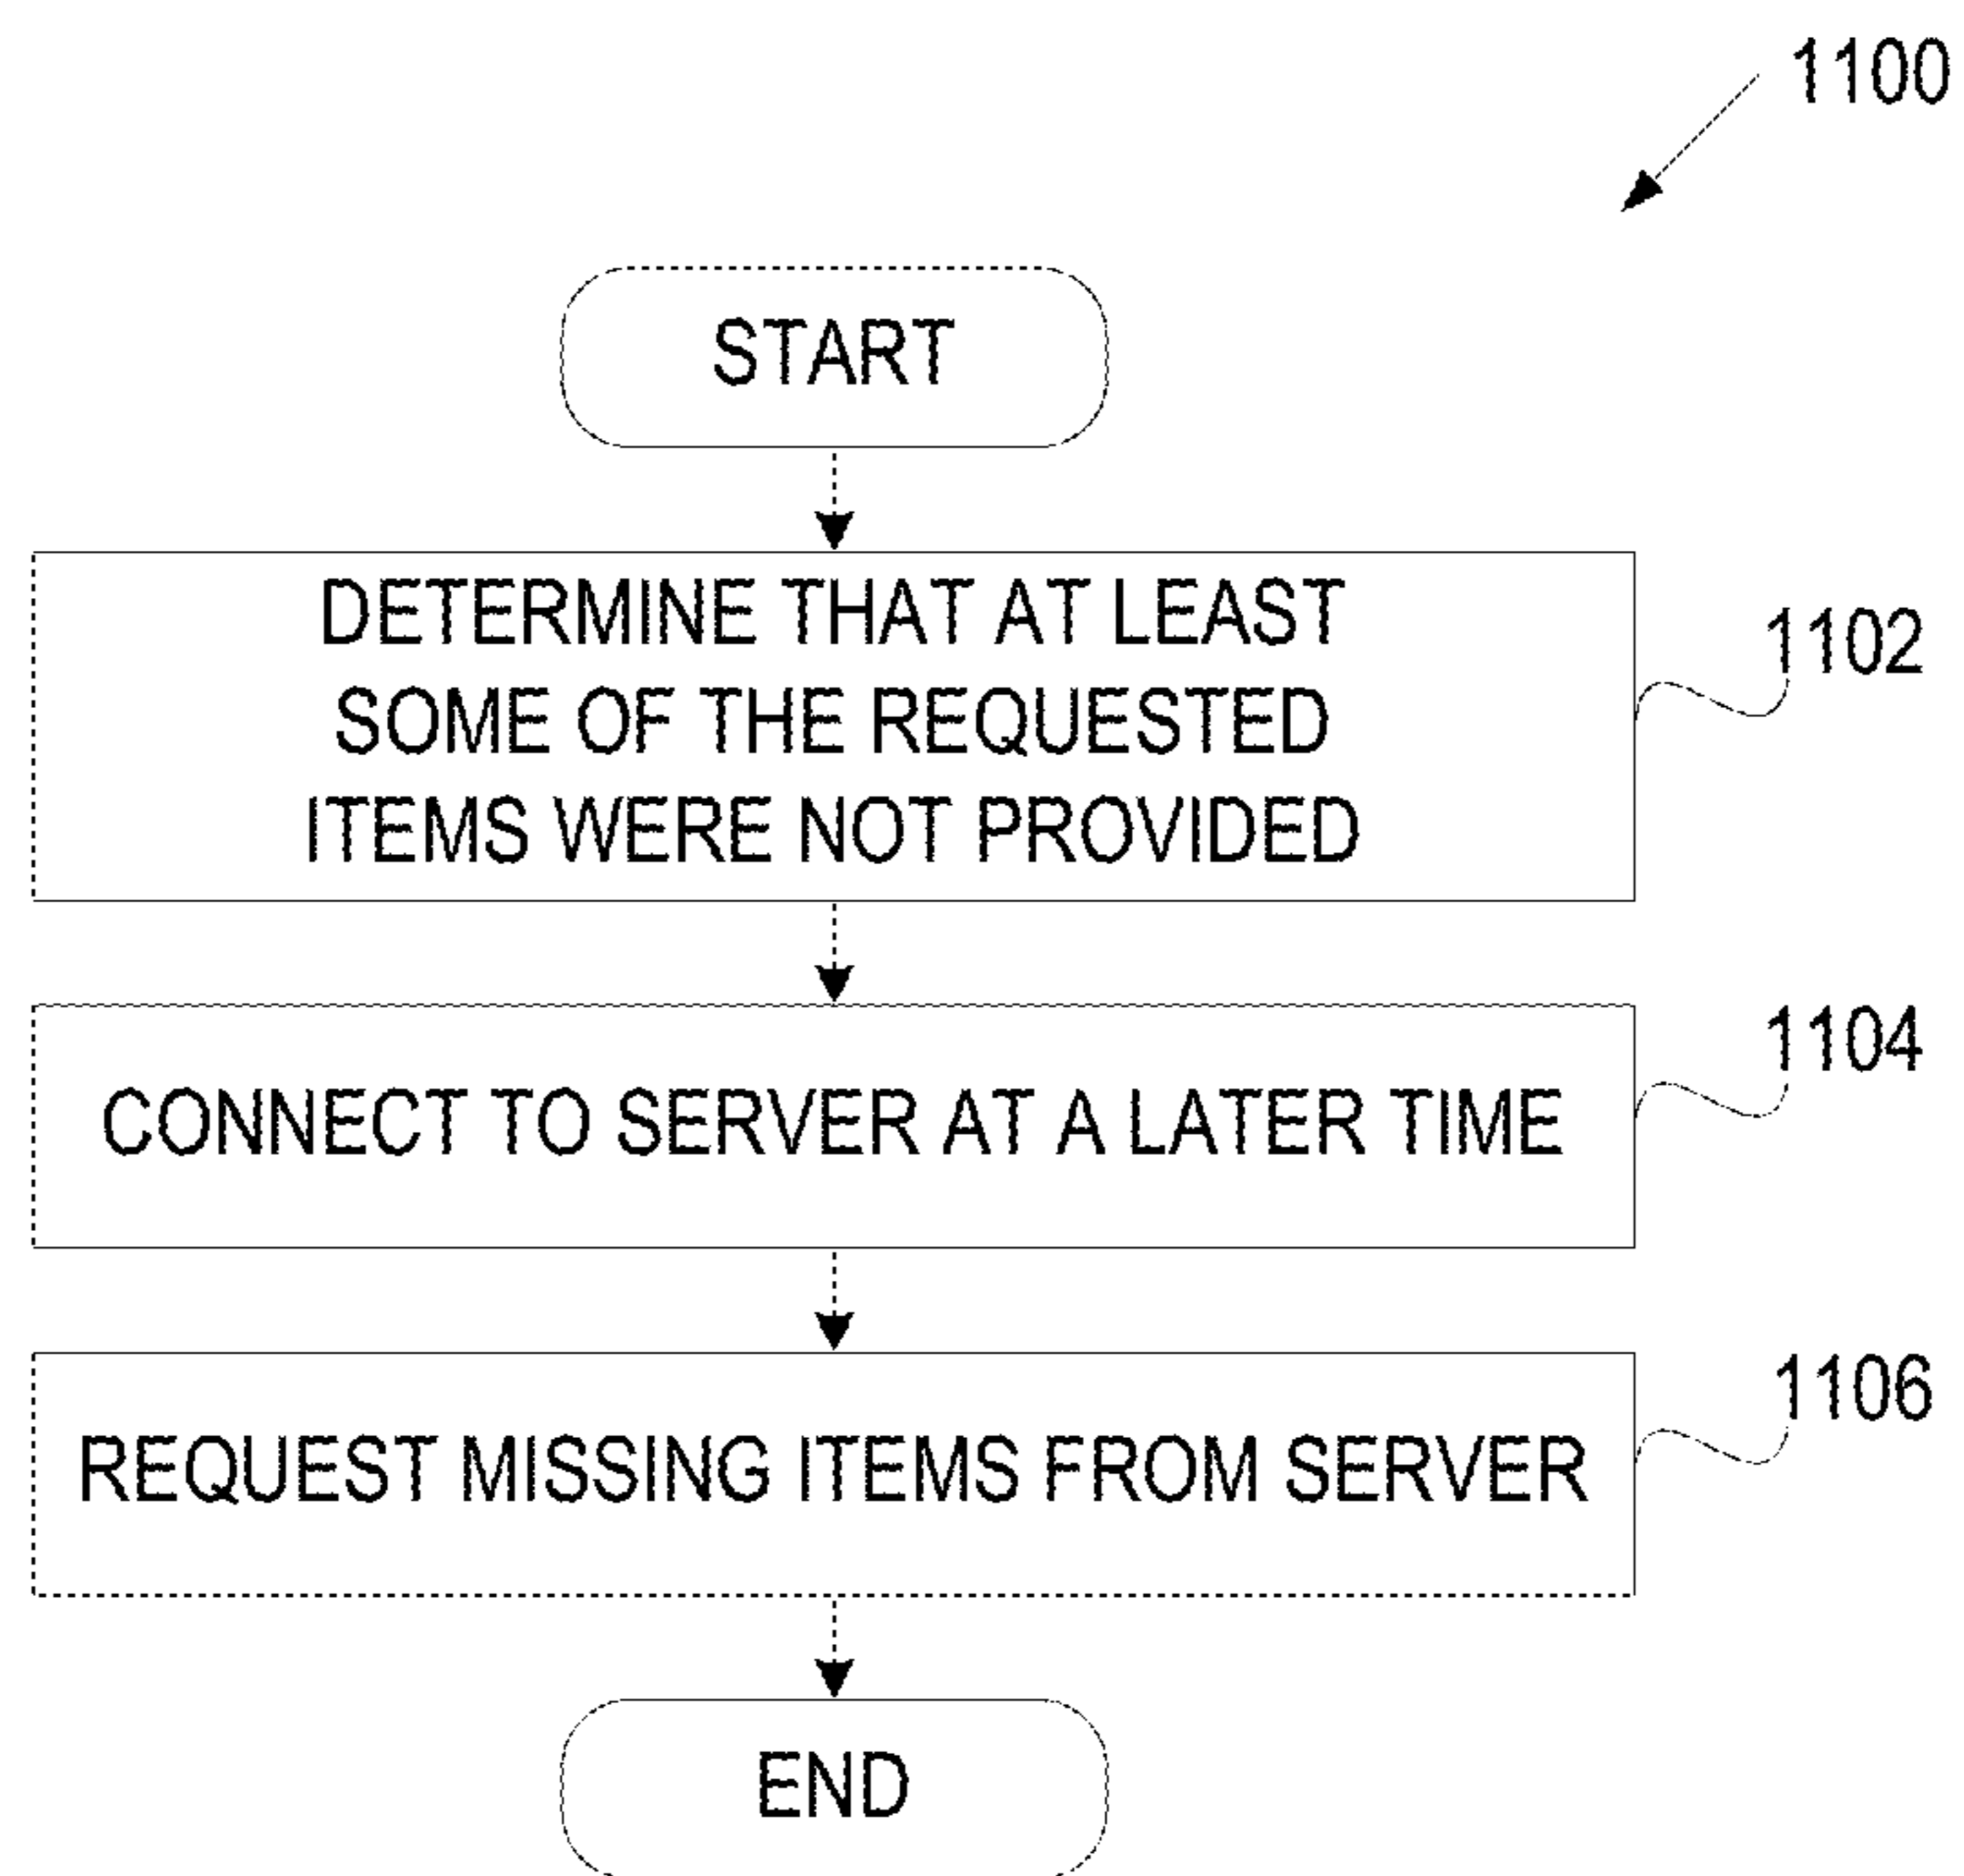 1100
START
DETERMINE THAT AT LEAST
SOME OF THE REQUESTED
ITEMS WERE NOT PROVIDED
1102
CONNECT TO SERVER AT A LATER TIME
1104
REQUEST MISSING ITEMS FROM SERVER
1106
END